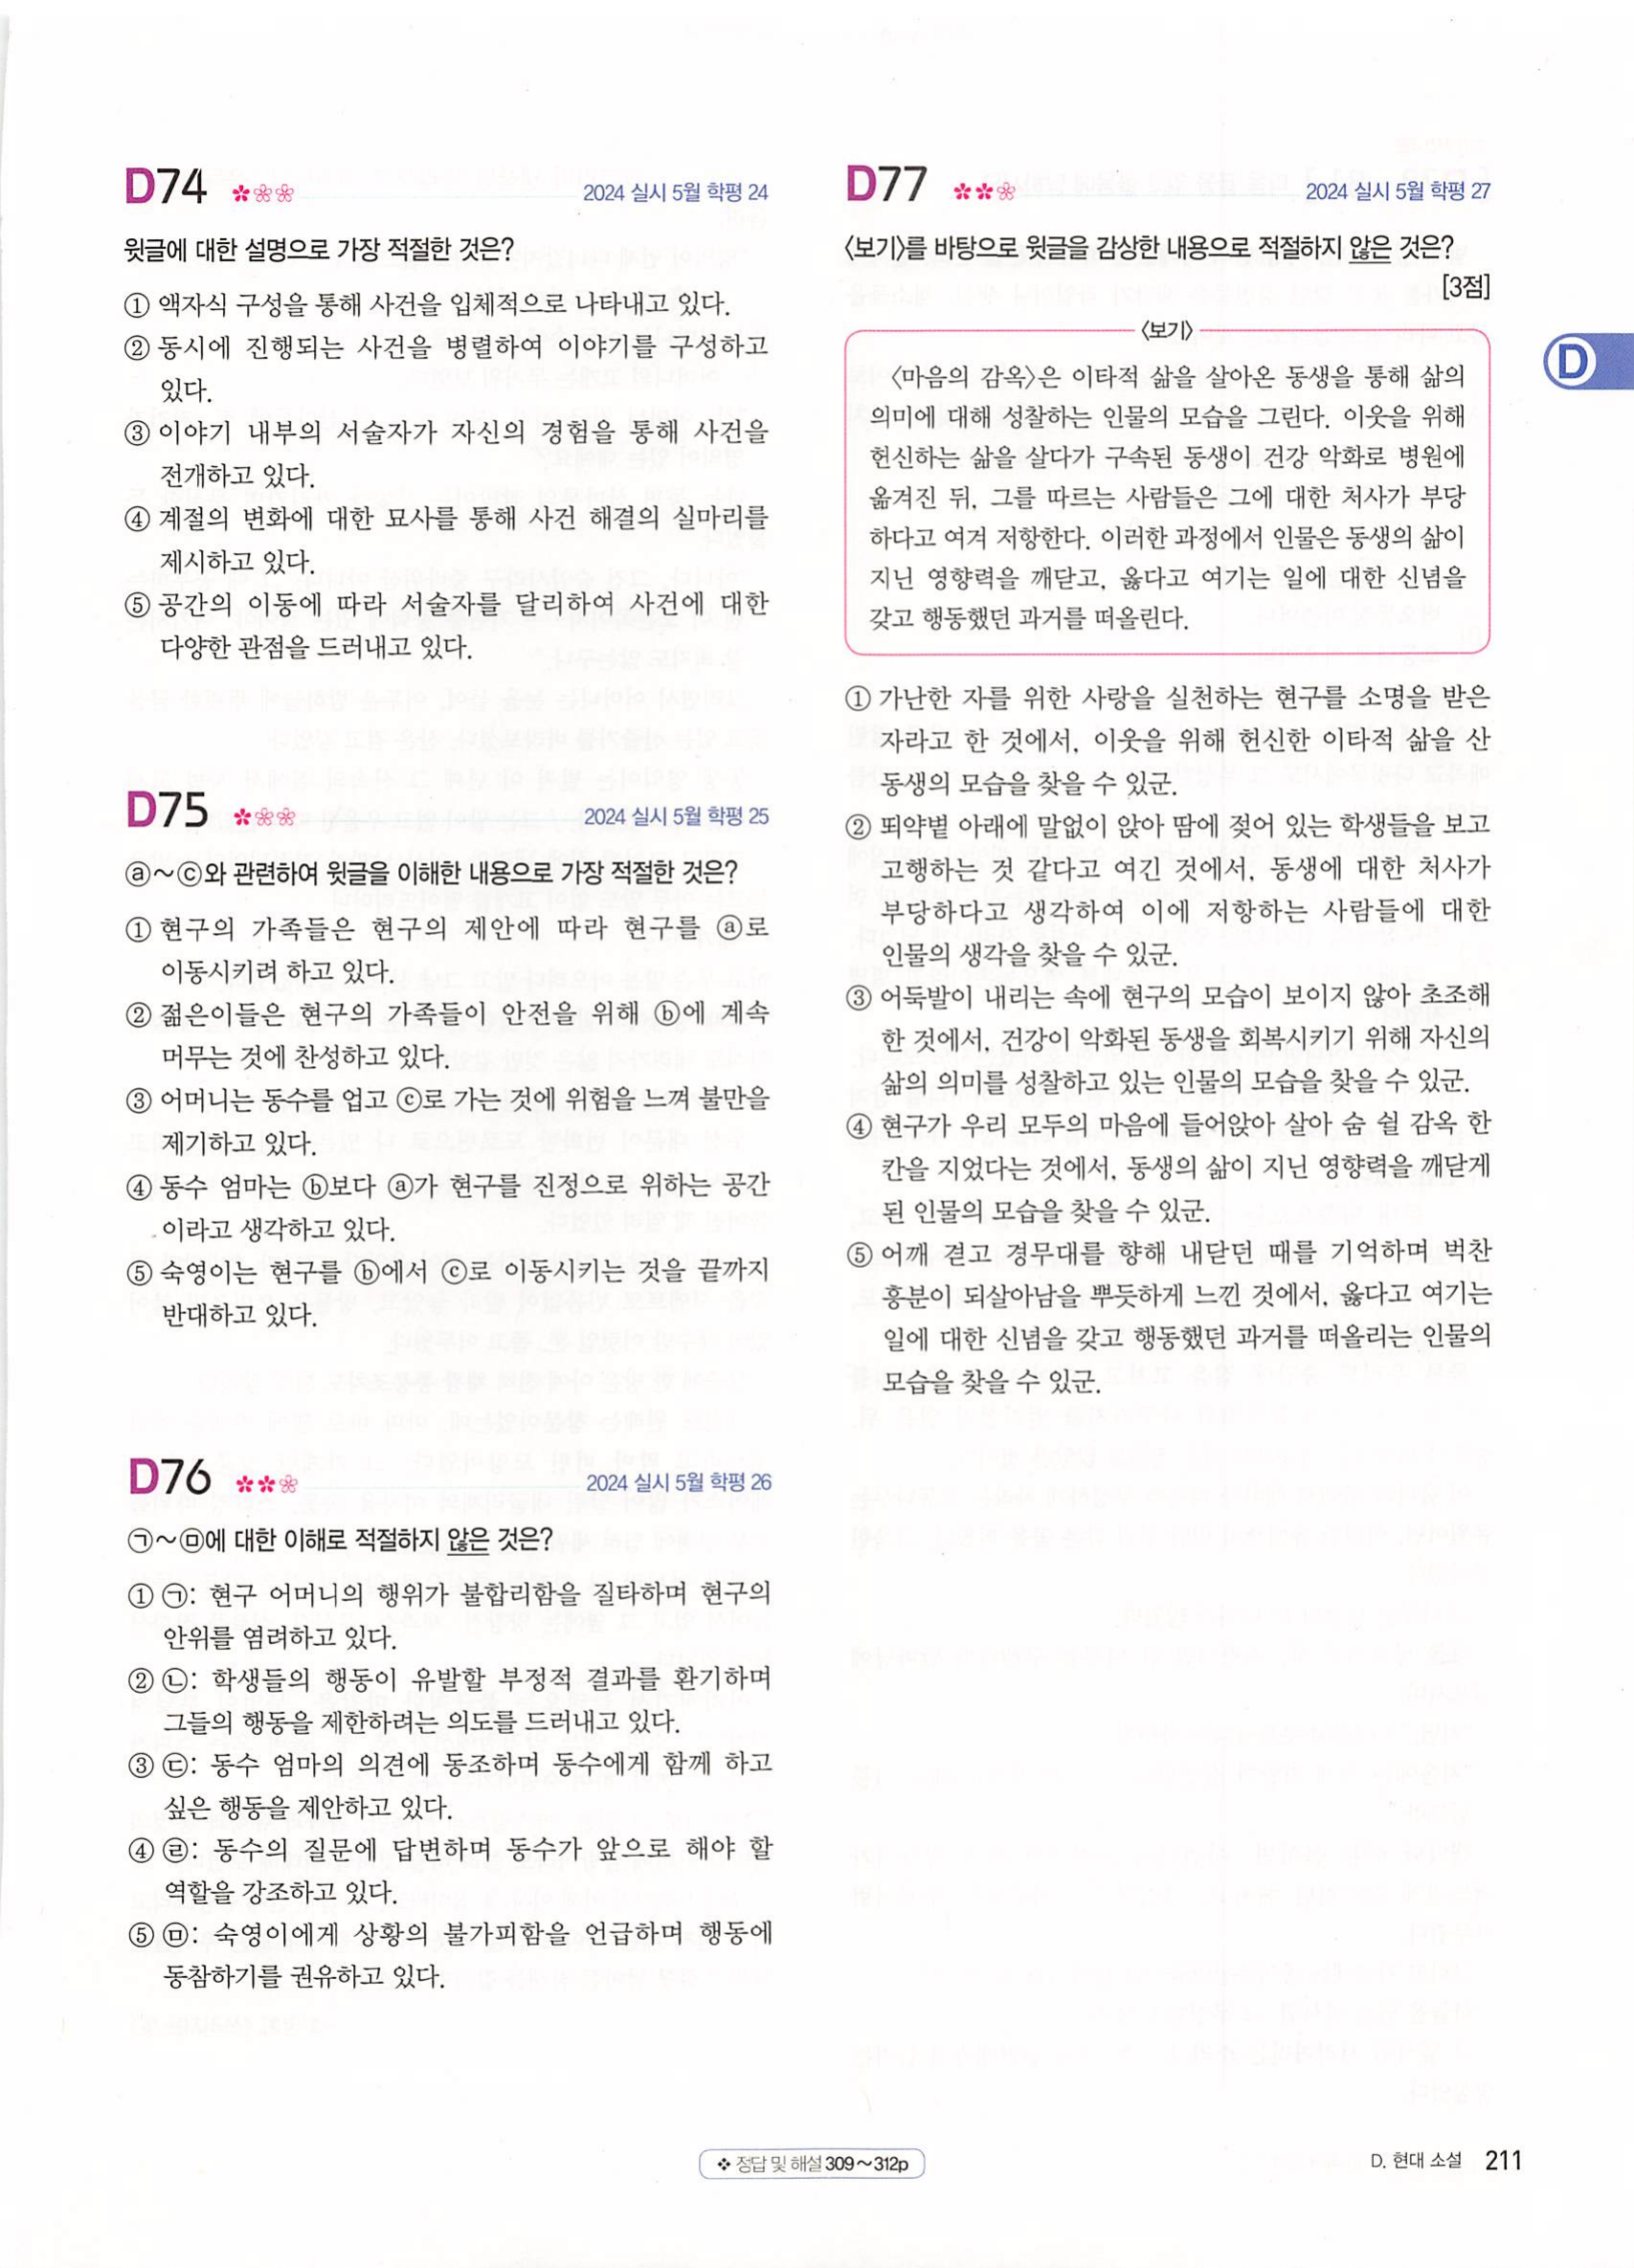 D74
2024 실시 5월 학평 24
윗글에 대한 설명으로 가장 적절한 것은?
① 액자식 구성을 통해 사건을 입체적으로 나타내고 있다.
② 동시에 진행되는 사건을 병렬하여 이야기를 구성하고
있다.
③ 이야기 내부의 서술자가 자신의 경험을 통해 사건을
전개하고 있다.
④ 계절의 변화에 대한 묘사를 통해 사건 해결의 실마리를
제시하고 있다.
⑤ 공간의 이동에 따라 서술자를 달리하여 사건에 대한
다양한 관점을 드러내고 있다.
D75
2024 실시 5월 학평 25
ⓐ~ⓒ와 관련하여 윗글을 이해한 내용으로 가장 적절한 것은?
① 현구의 가족들은 현구의 제안에 따라 현구를 ⓐ로
이동시키려 하고 있다.
② 젊은이들은 현구의 가족들이 안전을 위해 ⓑ에 계속
머무는 것에 찬성하고 있다.
③ 어머니는 동수를 업고 ⓒ로 가는 것에 위험을 느껴 불만을
제기하고 있다.
④ 동수 엄마는 ⓑ보다 ⓐ가 현구를 진정으로 위하는 공간
이라고 생각하고 있다.
⑤ 숙영이는 현구를 ⓑ에서 ⓒ로 이동시키는 것을 끝까지
반대하고 있다.
D76
2024 실시 5월 학평 26
㉠~㉤에 대한 이해로 적절하지 않은 것은?
① ㉠: 현구 어머니의 행위가 불합리함을 질타하며 현구의
안위를 염려하고 있다.
② ㉡: 학생들의 행동이 유발할 부정적 결과를 환기하며
그들의 행동을 제한하려는 의도를 드러내고 있다.
③ ㉢: 동수 엄마의 의견에 동조하며 동수에게 함께 하고
싶은 행동을 제안하고 있다.
④ ㉣: 동수의 질문에 답변하며 동수가 앞으로 해야 할
역할을 강조하고 있다.
⑤ ㉤: 숙영이에게 상황의 불가피함을 언급하며 행동에
동참하기를 권유하고 있다.
D77
2024 실시 5월 학평 27
〈보기〉를 바탕으로 윗글을 감상한 내용으로 적절하지 않은 것은?
[3점]
〈보기〉
〈마음의 감옥〉은 이타적 삶을 살아온 동생을 통해 삶의
의미에 대해 성찰하는 인물의 모습을 그린다. 이웃을 위해
헌신하는 삶을 살다가 구속된 동생이 건강 악화로 병원에
옮겨진 뒤, 그를 따르는 사람들은 그에 대한 처사가 부당
하다고 여겨 저항한다. 이러한 과정에서 인물은 동생의 삶이
지닌 영향력을 깨닫고, 옳다고 여기는 일에 대한 신념을
갖고 행동했던 과거를 떠올린다.
① 가난한 자를 위한 사랑을 실천하는 현구를 소명을 받은
자라고 한 것에서, 이웃을 위해 헌신한 이타적 삶을 산
동생의 모습을 찾을 수 있군.
② 뙤약볕 아래에 말없이 앉아 땀에 젖어 있는 학생들을 보고
고행하는 것 같다고 여긴 것에서, 동생에 대한 처사가
부당하다고 생각하여 이에 저항하는 사람들에 대한
인물의 생각을 찾을 수 있군.
③ 어둑발이 내리는 속에 현구의 모습이 보이지 않아 초조해
한 것에서, 건강이 악화된 동생을 회복시키기 위해 자신의
삶의 의미를 성찰하고 있는 인물의 모습을 찾을 수 있군.
④ 현구가 우리 모두의 마음에 들어앉아 살아 숨 쉴 감옥 한
칸을 지었다는 것에서, 동생의 삶이 지닌 영향력을 깨닫게
된 인물의 모습을 찾을 수 있군.
⑤ 어깨 겯고 경무대를 향해 내닫던 때를 기억하며 벅찬
흥분이 되살아남을 뿌듯하게 느낀 것에서, 옳다고 여기는
일에 대한 신념을 갖고 행동했던 과거를 떠올리는 인물의
모습을 찾을 수 있군.
D
❖ 정답 및 해설 309~312p
D. 현대 소설 211